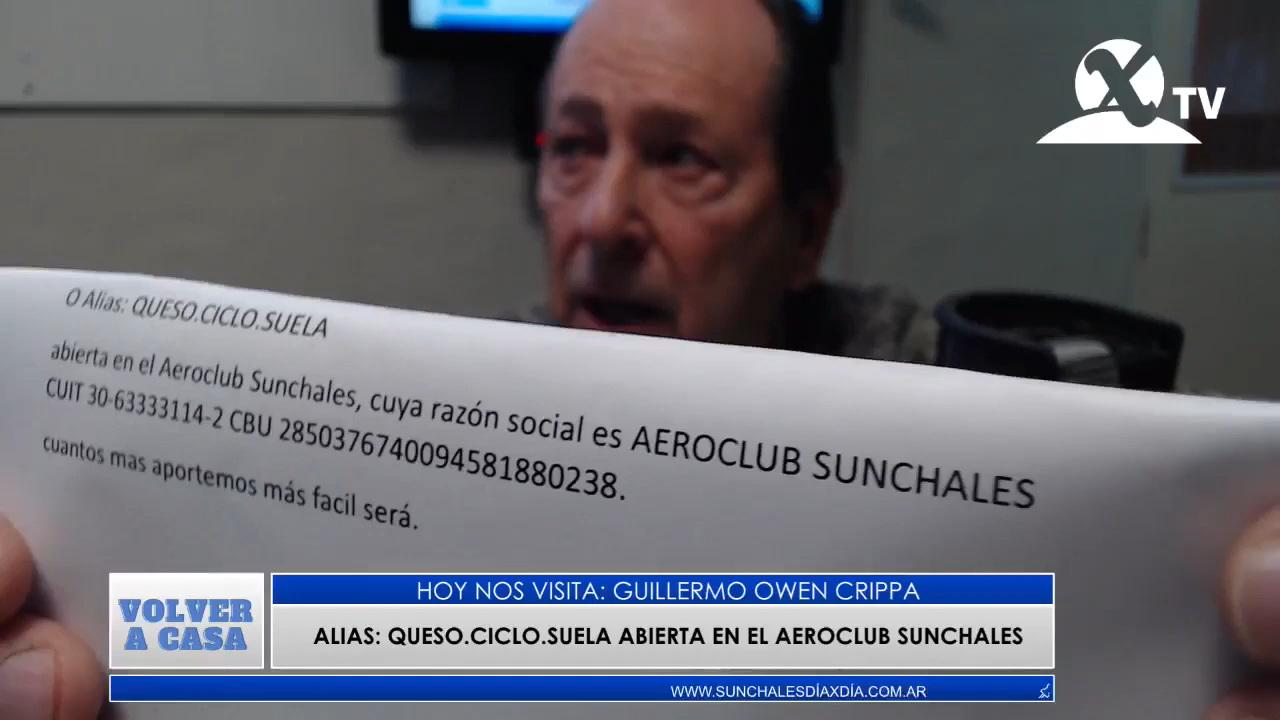 TV
O Alias: QUESO.CICLO.SUELA
abierta en el Aeroclub Sunchales, cuya razón social es AEROCLUB SUNCHALES
CUIT 30-63333114-2 CBU 2850376740094581880238.
cuantos mas aportemos más facil será.
VOLVER
A CASA
HOY NOS VISITA: GUILLERMO OWEN CRIPPA
ALIAS: QUESO.CICLO.SUELA ABIERTA EN EL AEROCLUB SUNCHALES
WWW.SUNCHALESDÍAXDÍA.COM.AR